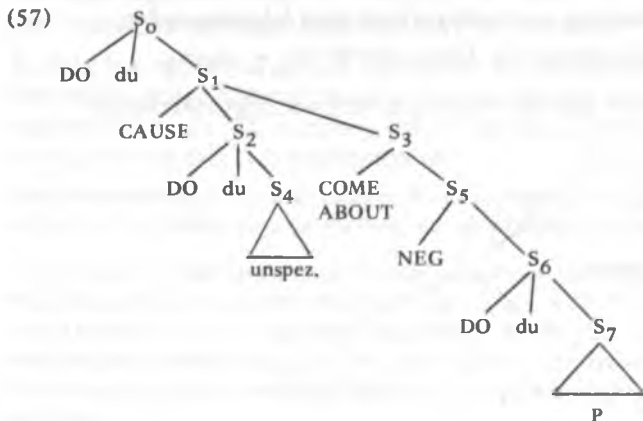 (57) S₀
DO du S₁
CAUSE S₂ S₃
DO du S₄ COME ABOUT S₅
unspez. NEG S₆
DO du S₇
P